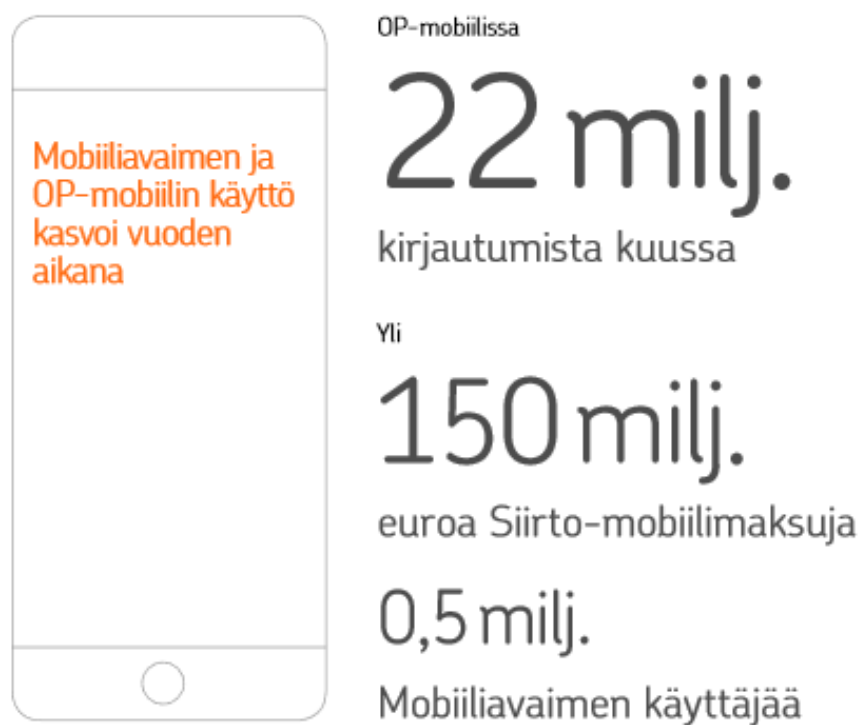 Mobiiliavaimen ja
OP-mobiilin käyttö
kasvoi vuoden
aikana
OP-mobiilissa
22 milj.
kirjautumista kuussa
Yli
150 milj.
euroa Siirto-mobiilimaksuja
0,5 milj.
Mobiiliavaimen käyttäjää